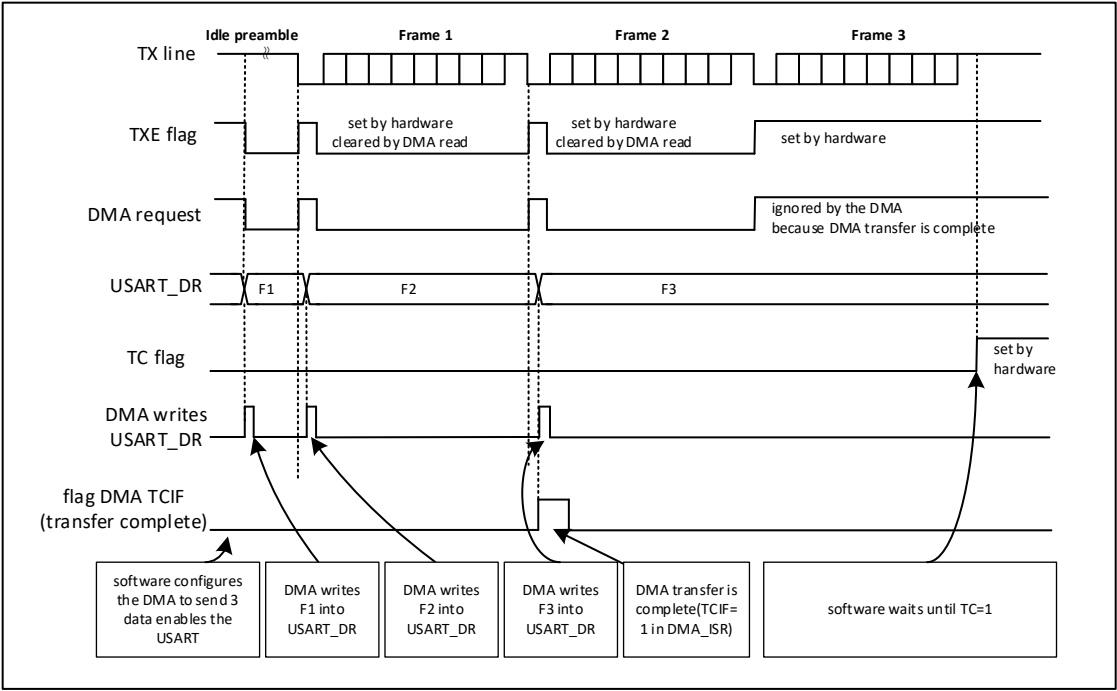 Idle preamble
Frame 1
Frame 2
Frame 3
TX line
TXE flag
set by hardware
cleared by DMA read
set by hardware
cleared by DMA read
set by hardware
DMA request
ignored by the DMA
because DMA transfer is complete
USART_DR
F1
F2
F3
TC flag
set by
hardware
DMA writes
USART_DR
flag DMA TCIF
(transfer complete)
software configures
the DMA to send 3
data enables the
USART
DMA writes
F1 into
USART_DR
DMA writes
F2 into
USART_DR
DMA writes
F3 into
USART_DR
DMA transfer is
complete(TCIF=
1 in DMA_ISR)
software waits until TC=1